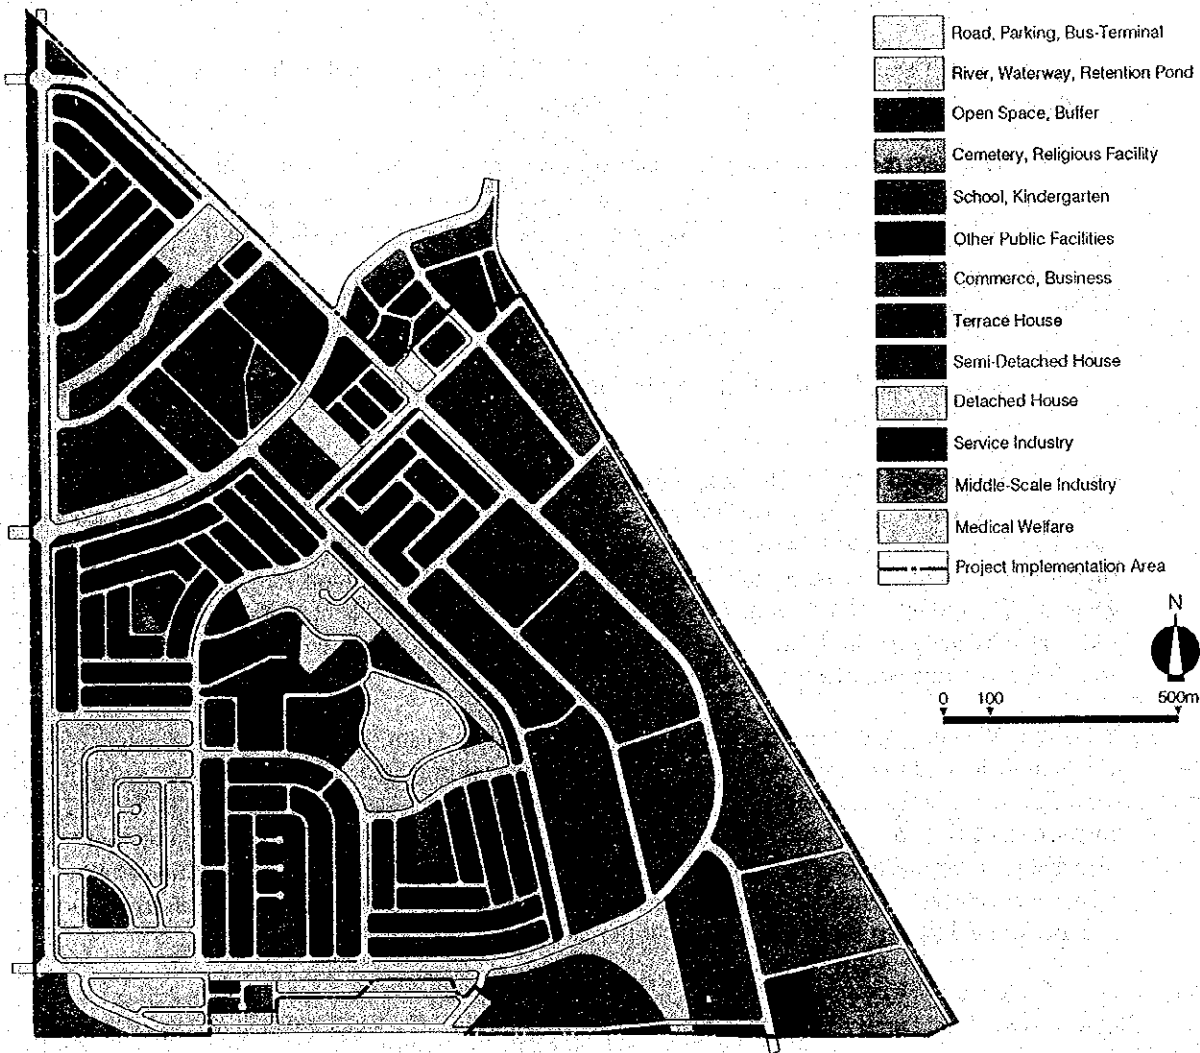 Road, Parking, Bus-Terminal
River, Waterway, Retention Pond
Open Space, Buffer
Cemetery, Religious Facility
School, Kindergarten
Other Public Facilities
Commerce, Business
Terrace House
Semi-Detached House
Detached House
Service Industry
Middle-Scale Industry
Medical Welfare
Project Implementation Area
N
0 100 500m